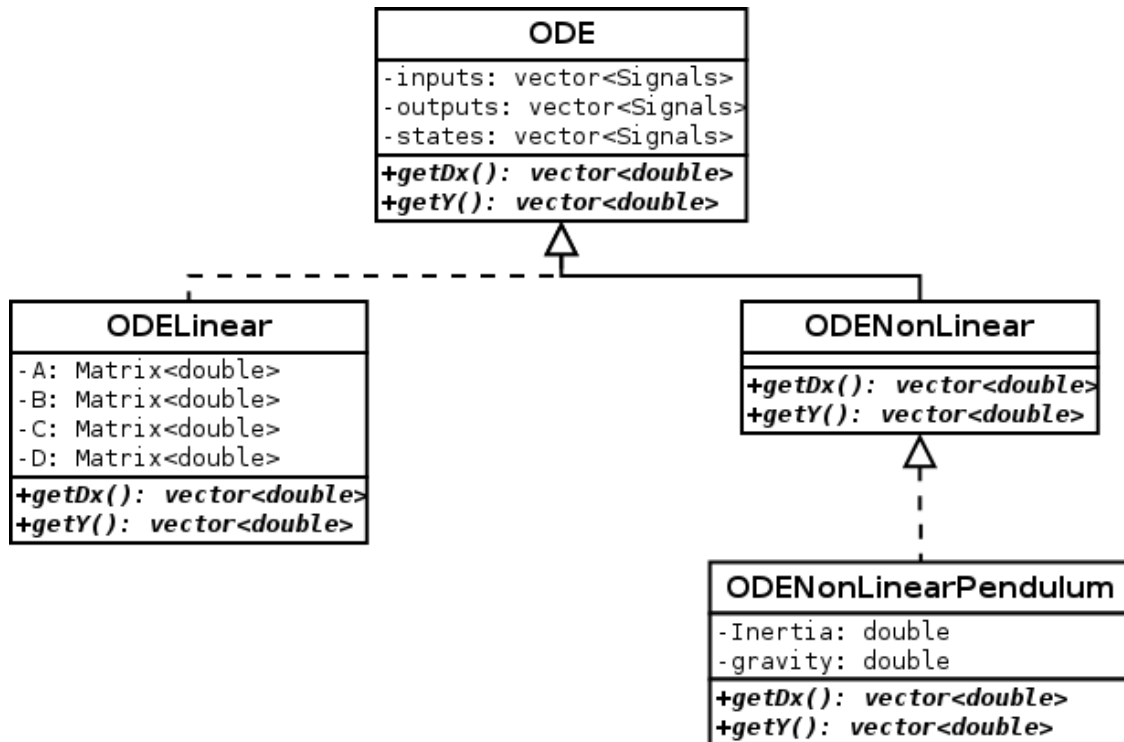 ODE
-inputs: vector<Signals>
-outputs: vector<Signals>
-states: vector<Signals>
+getDx(): vector<double>
+getY(): vector<double>
ODELinear
-A: Matrix<double>
-B: Matrix<double>
-C: Matrix<double>
-D: Matrix<double>
+getDx(): vector<double>
+getY(): vector<double>
ODENonLinear
+getDx(): vector<double>
+getY(): vector<double>
ODENonLinearPendulum
-Inertia: double
-gravity: double
+getDx(): vector<double>
+getY(): vector<double>